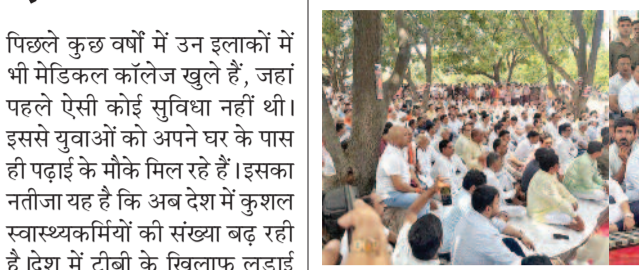 पिछले कुछ वर्षों में उन इलाकों में
भी मेडिकल कॉलेज खुले हैं, जहां
पहले ऐसी कोई सुविधा नहीं थी।
इससे युवाओं को अपने घर के पास
ही पढ़ाई के मौके मिल रहे हैं।इसका
नतीजा यह है कि अब देश में कुशल
स्वास्थ्यकर्मियों की संख्या बढ़ रही
है।देश में टीबी के खिलाफ लड़ाई